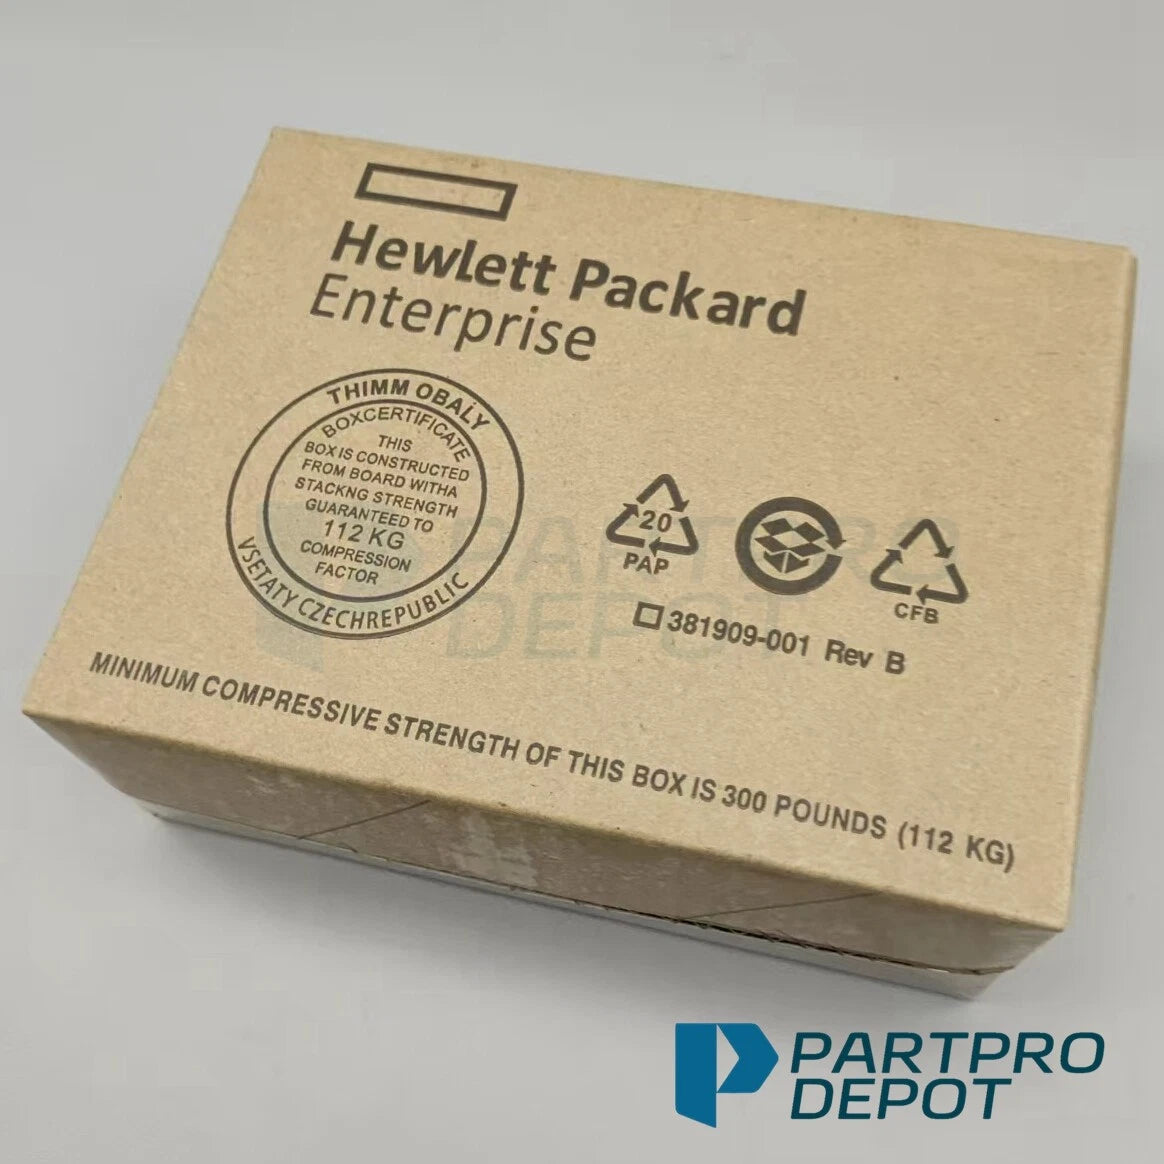 Hewlett Packard
Enterprise
THIMM OBALY
BOXCERTIFICATE
THIS
BOX IS CONSTRUCTED
FROM BOARD WITHA
STACKNG STRENGTH
GUARANTEED TO
112 KG
COMPRESSION
FACTOR
VSETATY CZECHREPUBLIC
20
PAP
CFB
381909-001 Rev B
MINIMUM COMPRESSIVE STRENGTH OF THIS BOX IS 300 POUNDS (112 KG)
PARTPRO
DEPOT
PARTPRO
DEPOT